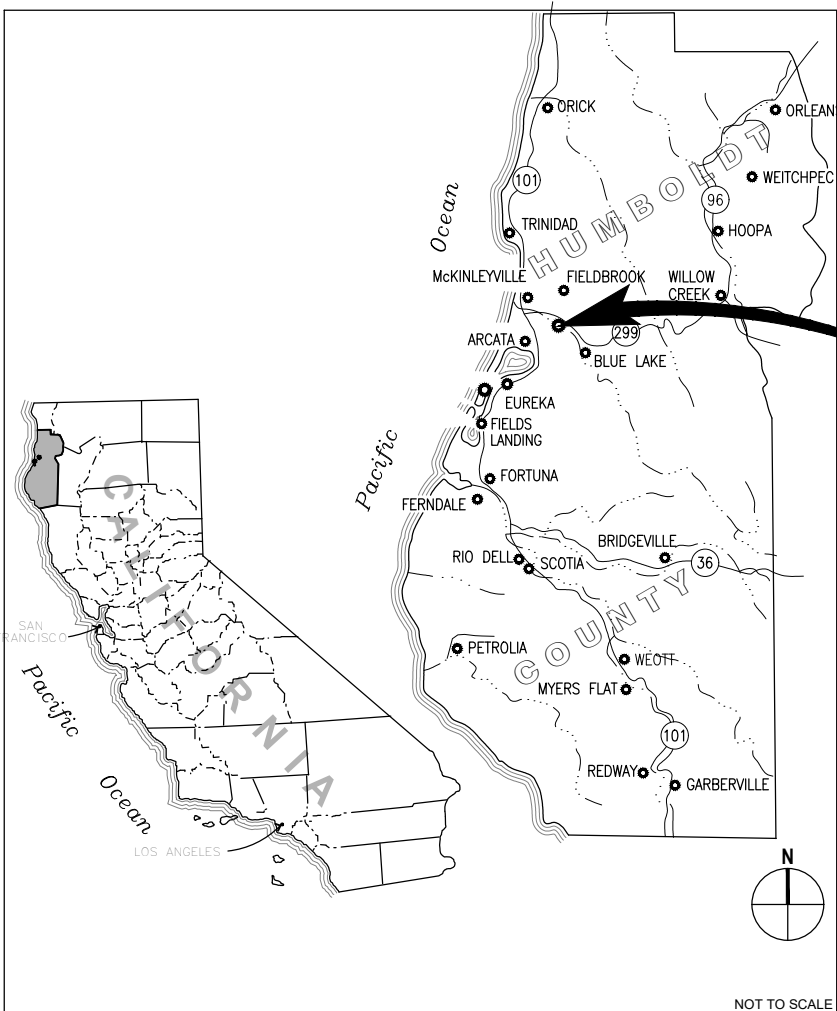 ORICK
ORLEAN
WEITCHPEC
101
96
HUMBOLDT
Ocean
TRINIDAD
HOOPA
McKINLEYVILLE
FIELDBROOK
WILLOW
CREEK
299
ARCATA
BLUE LAKE
EUREKA
FIELDS
LANDING
Pacific
FORTUNA
FERNDALE
BRIDGEVILLE
RIO DELL
SCOTIA
36
COUNTY
PETROLIA
WEOTT
MYERS FLAT
101
REDWAY
GARBERVILLE
CALIFORNIA
SAN
RANCISCO
Pacific
Ocean
LOS ANGELES
N
NOT TO SCALE